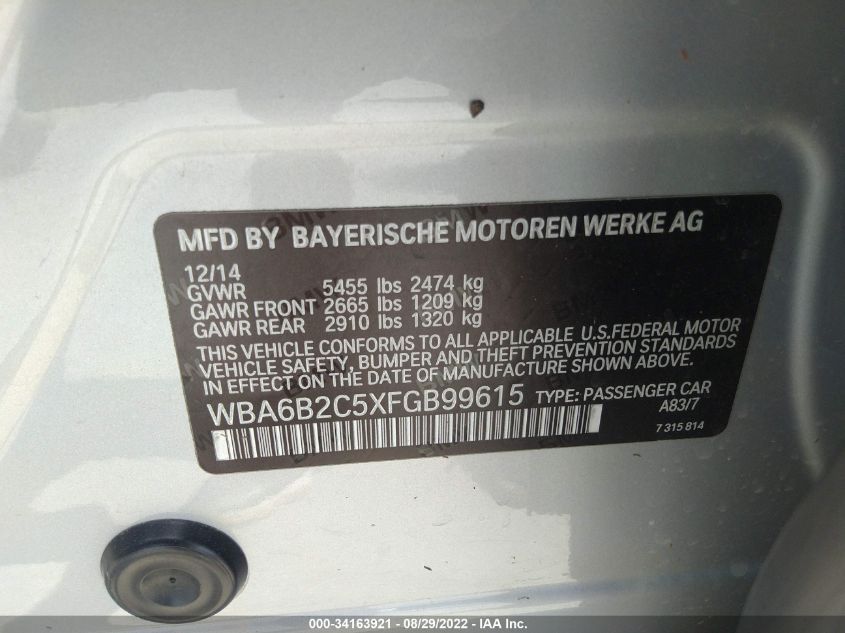 MFD BY BAYERISCHE MOTOREN WERKE AG
12/14
GVWR 5455 lbs 2474 kg
GAWR FRONT 2665 lbs 1209 kg
GAWR REAR 2910 lbs 1320 kg
THIS VEHICLE CONFORMS TO ALL APPLICABLE U.S.FEDERAL MOTOR
VEHICLE SAFETY, BUMPER AND THEFT PREVENTION STANDARDS
IN EFFECT ON THE DATE OF MANUFACTURE SHOWN ABOVE.
WBA6B2C5XFGB99615 TYPE: PASSENGER CAR
A83/7
7 315 814
000-34163921 - 08/29/2022 - IAA Inc.